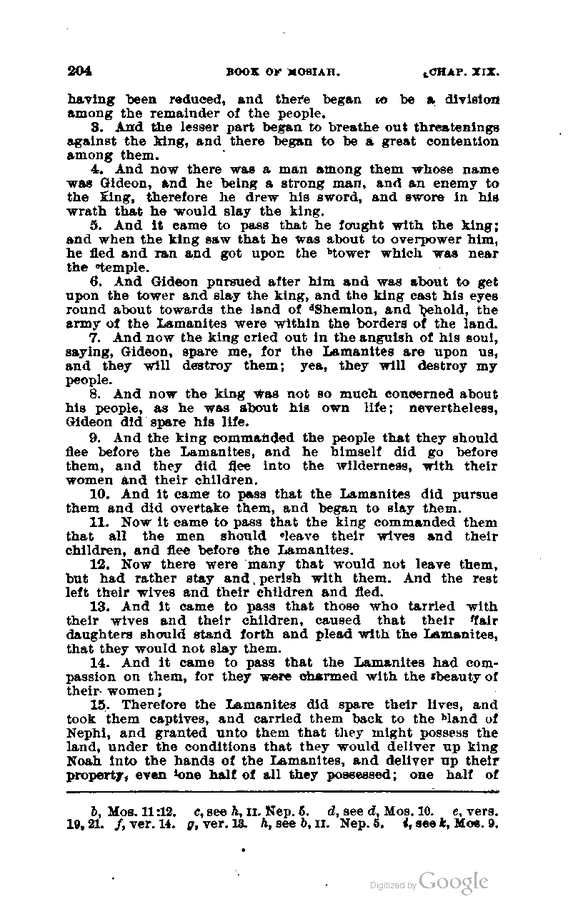 204 BOOK OF MOSIAH. CHAP. XIX.
having been reduced, and there began to be a division
among the remainder of the people.
3. And the lesser part began to breathe out threatenings
against the king, and there began to be a great contention
among them.
4. And now there was a man among them whose name
was Gideon, and he being a strong man, and an enemy to
the king, therefore he drew his sword, and swore in his
wrath that he would slay the king.
5. And it came to pass that he fought with the king;
and when the king saw that he was about to overpower him,
he fled and ran and got upon the ᵇtower which was near
the ᶜtemple.
6. And Gideon pursued after him and was about to get
upon the tower and slay the king, and the king cast his eyes
round about towards the land of ᵈShemlon, and behold, the
army of the Lamanites were within the borders of the land.
7. And now the king cried out in the anguish of his soul,
saying, Gideon, spare me, for the Lamanites are upon us,
and they will destroy them; yea, they will destroy my
people.
8. And now the king was not so much concerned about
his people, as he was about his own life; nevertheless,
Gideon did spare his life.
9. And the king commanded the people that they should
flee before the Lamanites, and he himself did go before
them, and they did flee into the wilderness, with their
women and their children.
10. And it came to pass that the Lamanites did pursue
them and did overtake them, and began to slay them.
11. Now it came to pass that the king commanded them
that all the men should ᵉleave their wives and their
children, and flee before the Lamanites.
12. Now there were many that would not leave them,
but had rather stay and perish with them. And the rest
left their wives and their children and fled.
13. And it came to pass that those who tarried with
their wives and their children, caused that their ᶠfair
daughters should stand forth and plead with the Lamanites,
that they would not slay them.
14. And it came to pass that the Lamanites had com-
passion on them, for they were charmed with the ᵍbeauty of
their women;
15. Therefore the Lamanites did spare their lives, and
took them captives, and carried them back to the ʰland of
Nephi, and granted unto them that they might possess the
land, under the conditions that they would deliver up king
Noah into the hands of the Lamanites, and deliver up their
property, even ⁱone half of all they possessed; one half of
b, Mos. 11:12. c, see h, II. Nep. 5. d, see d, Mos. 10. e, vers.
19, 21. f, ver. 14. g, ver. 13. h, see b, II. Nep. 5. i, see k, Mos. 9.
Digitized by Google